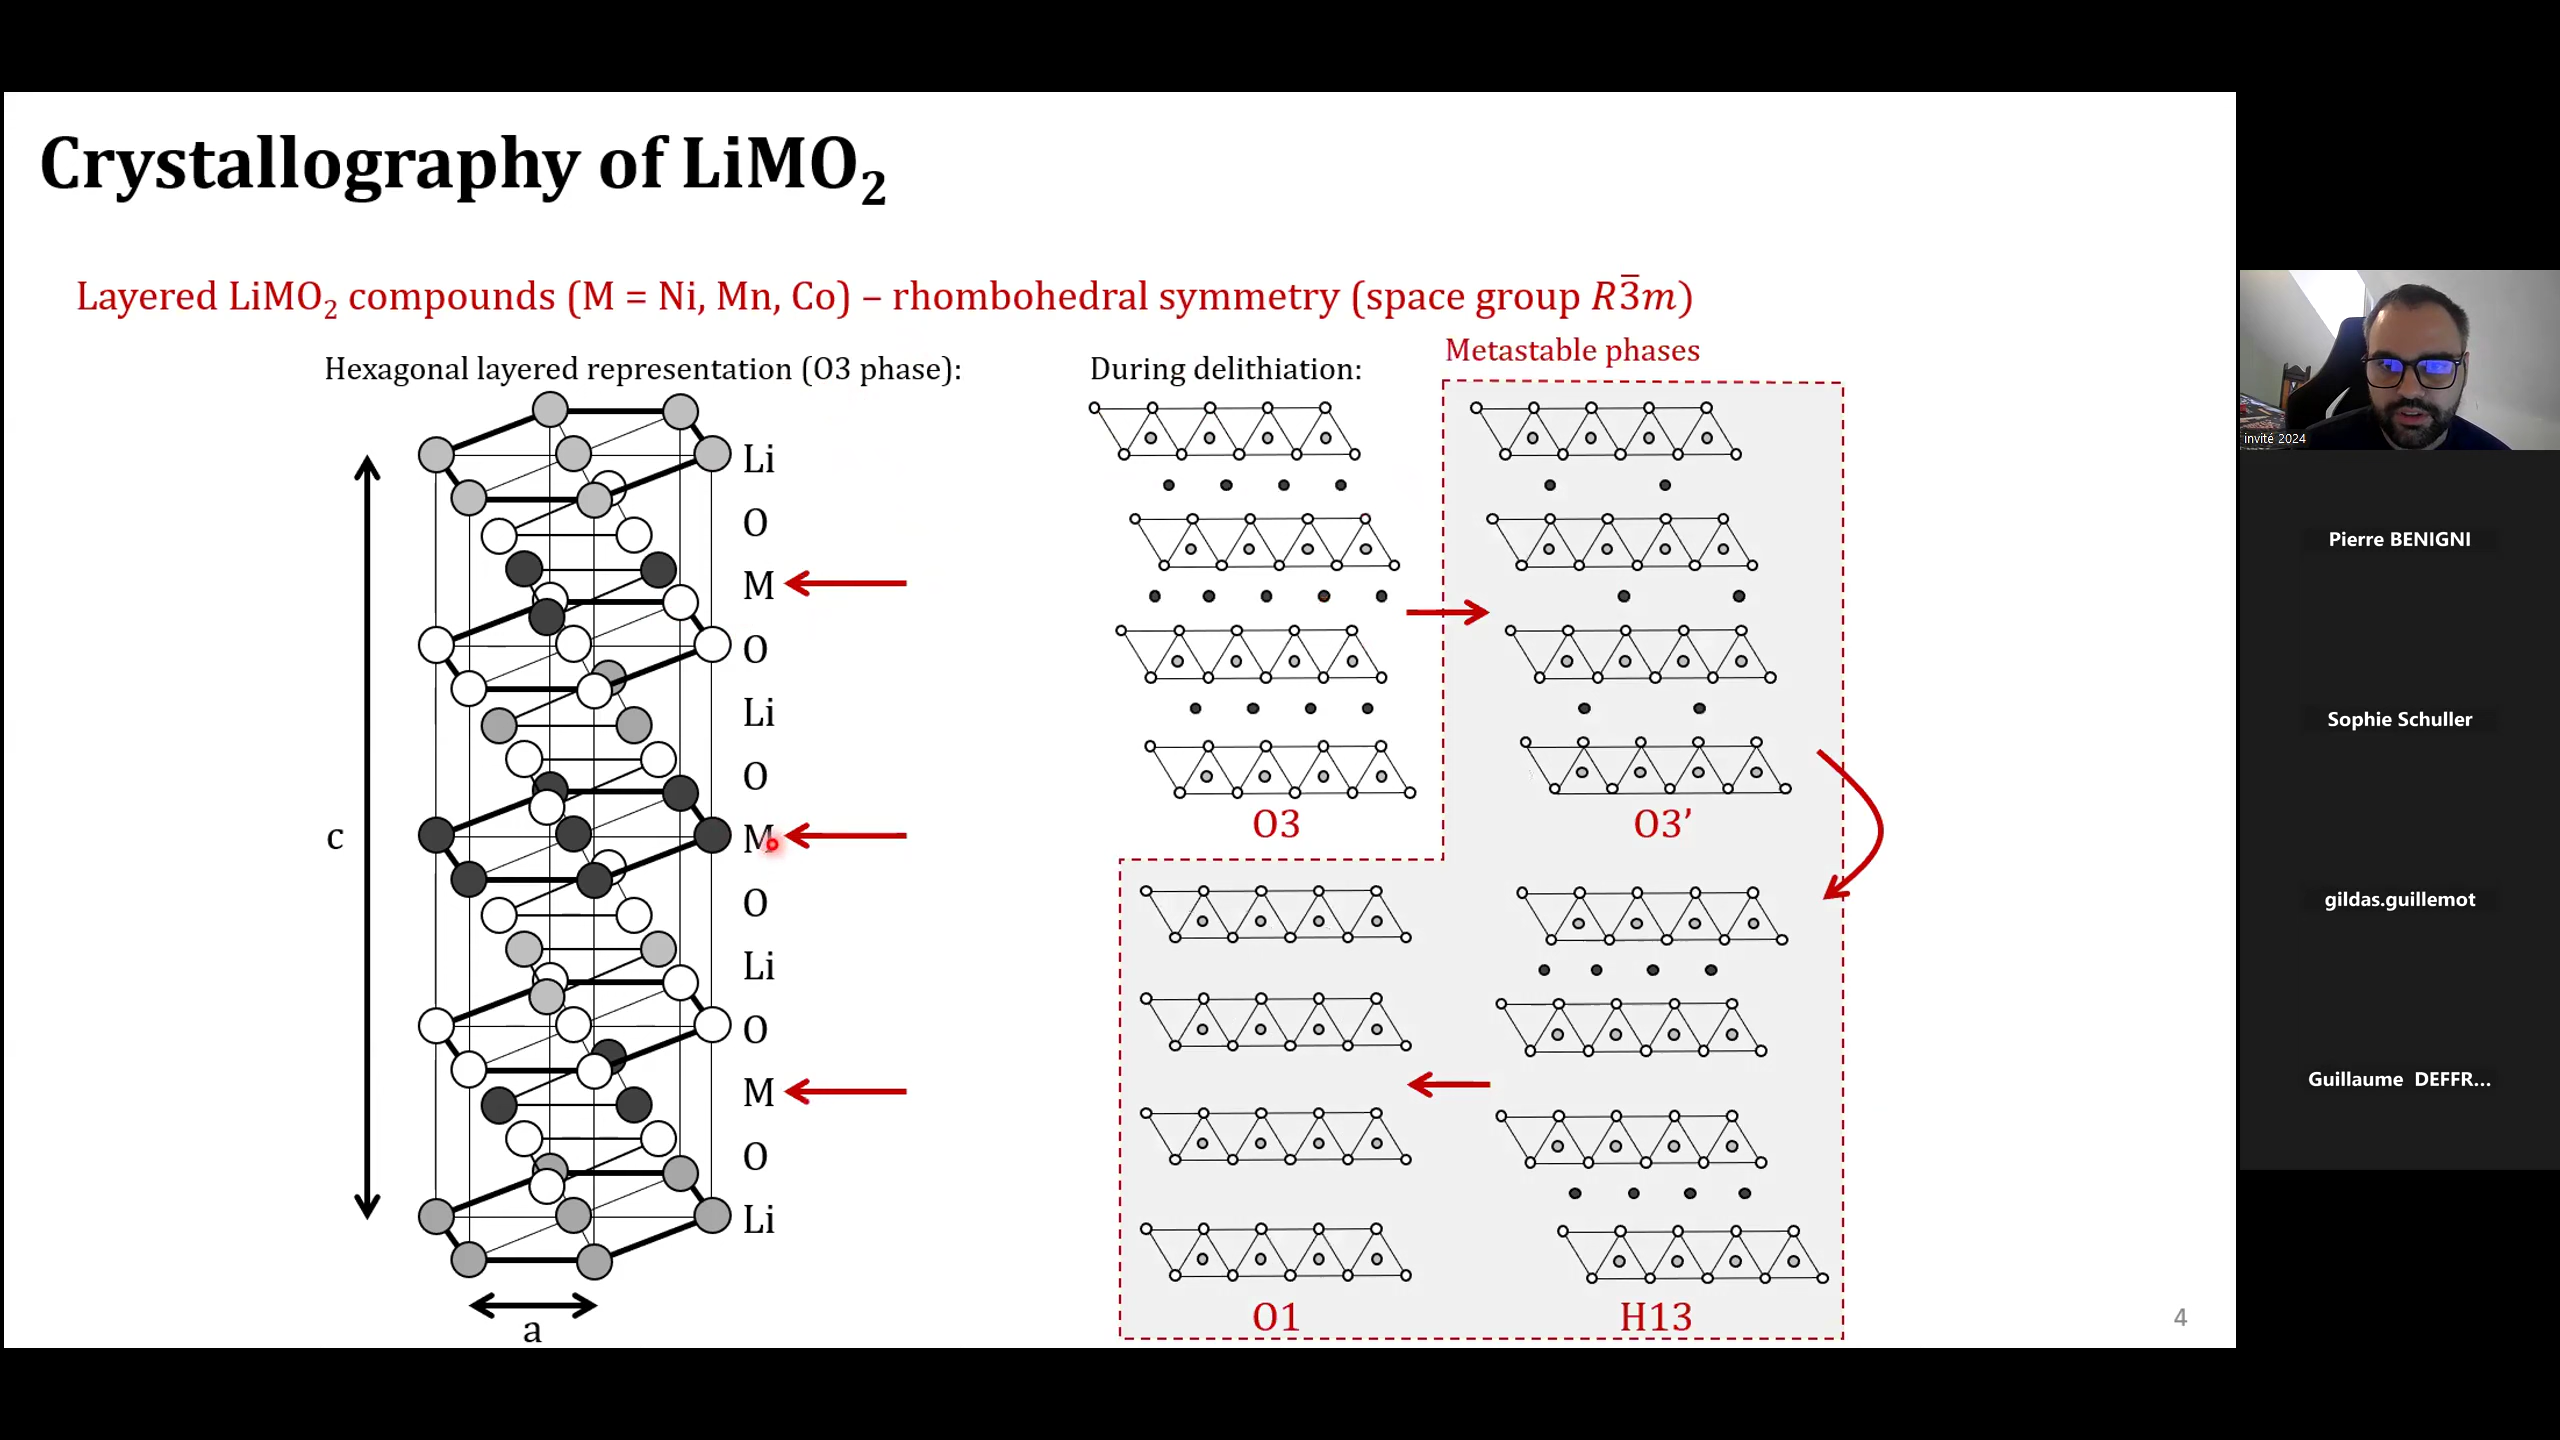 Crystallography of LiMO₂
Layered LiMO₂ compounds (M = Ni, Mn, Co) – rhombohedral symmetry (space group R3̅m)
Hexagonal layered representation (O3 phase):
Li
O
M
O
Li
O
M
O
Li
O
M
O
Li
c
a
During delithiation:
Metastable phases
O3
O3’
O1
H13
4
invité 2024
Pierre BENIGNI
Sophie Schuller
gildas.guillemot
Guillaume DEFFR...